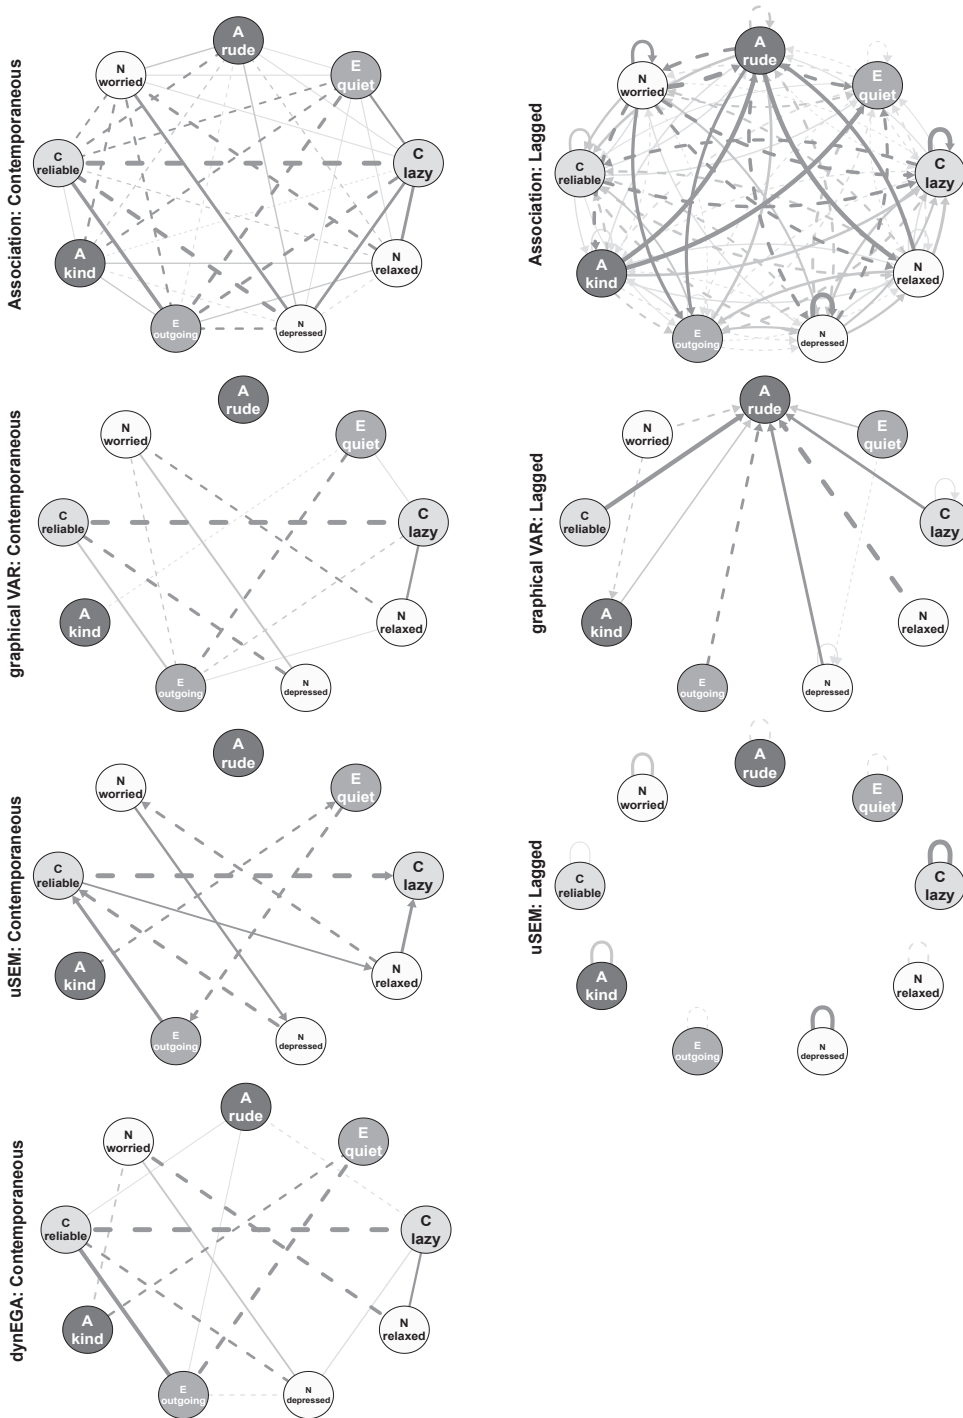 Association: Contemporaneous
A
rude
N
worried
E
quiet
C
reliable
C
lazy
A
kind
N
relaxed
E
outgoing
N
depressed
Association: Lagged
A
rude
N
worried
E
quiet
C
reliable
C
lazy
A
kind
N
relaxed
E
outgoing
N
depressed
graphical VAR: Contemporaneous
A
rude
N
worried
E
quiet
C
reliable
C
lazy
A
kind
N
relaxed
E
outgoing
N
depressed
graphical VAR: Lagged
A
rude
N
worried
E
quiet
C
reliable
C
lazy
A
kind
N
relaxed
E
outgoing
N
depressed
uSEM: Contemporaneous
A
rude
N
worried
E
quiet
C
reliable
C
lazy
A
kind
N
relaxed
E
outgoing
N
depressed
uSEM: Lagged
A
rude
N
worried
E
quiet
C
reliable
C
lazy
A
kind
N
relaxed
E
outgoing
N
depressed
dynEGA: Contemporaneous
A
rude
N
worried
E
quiet
C
reliable
C
lazy
A
kind
N
relaxed
E
outgoing
N
depressed